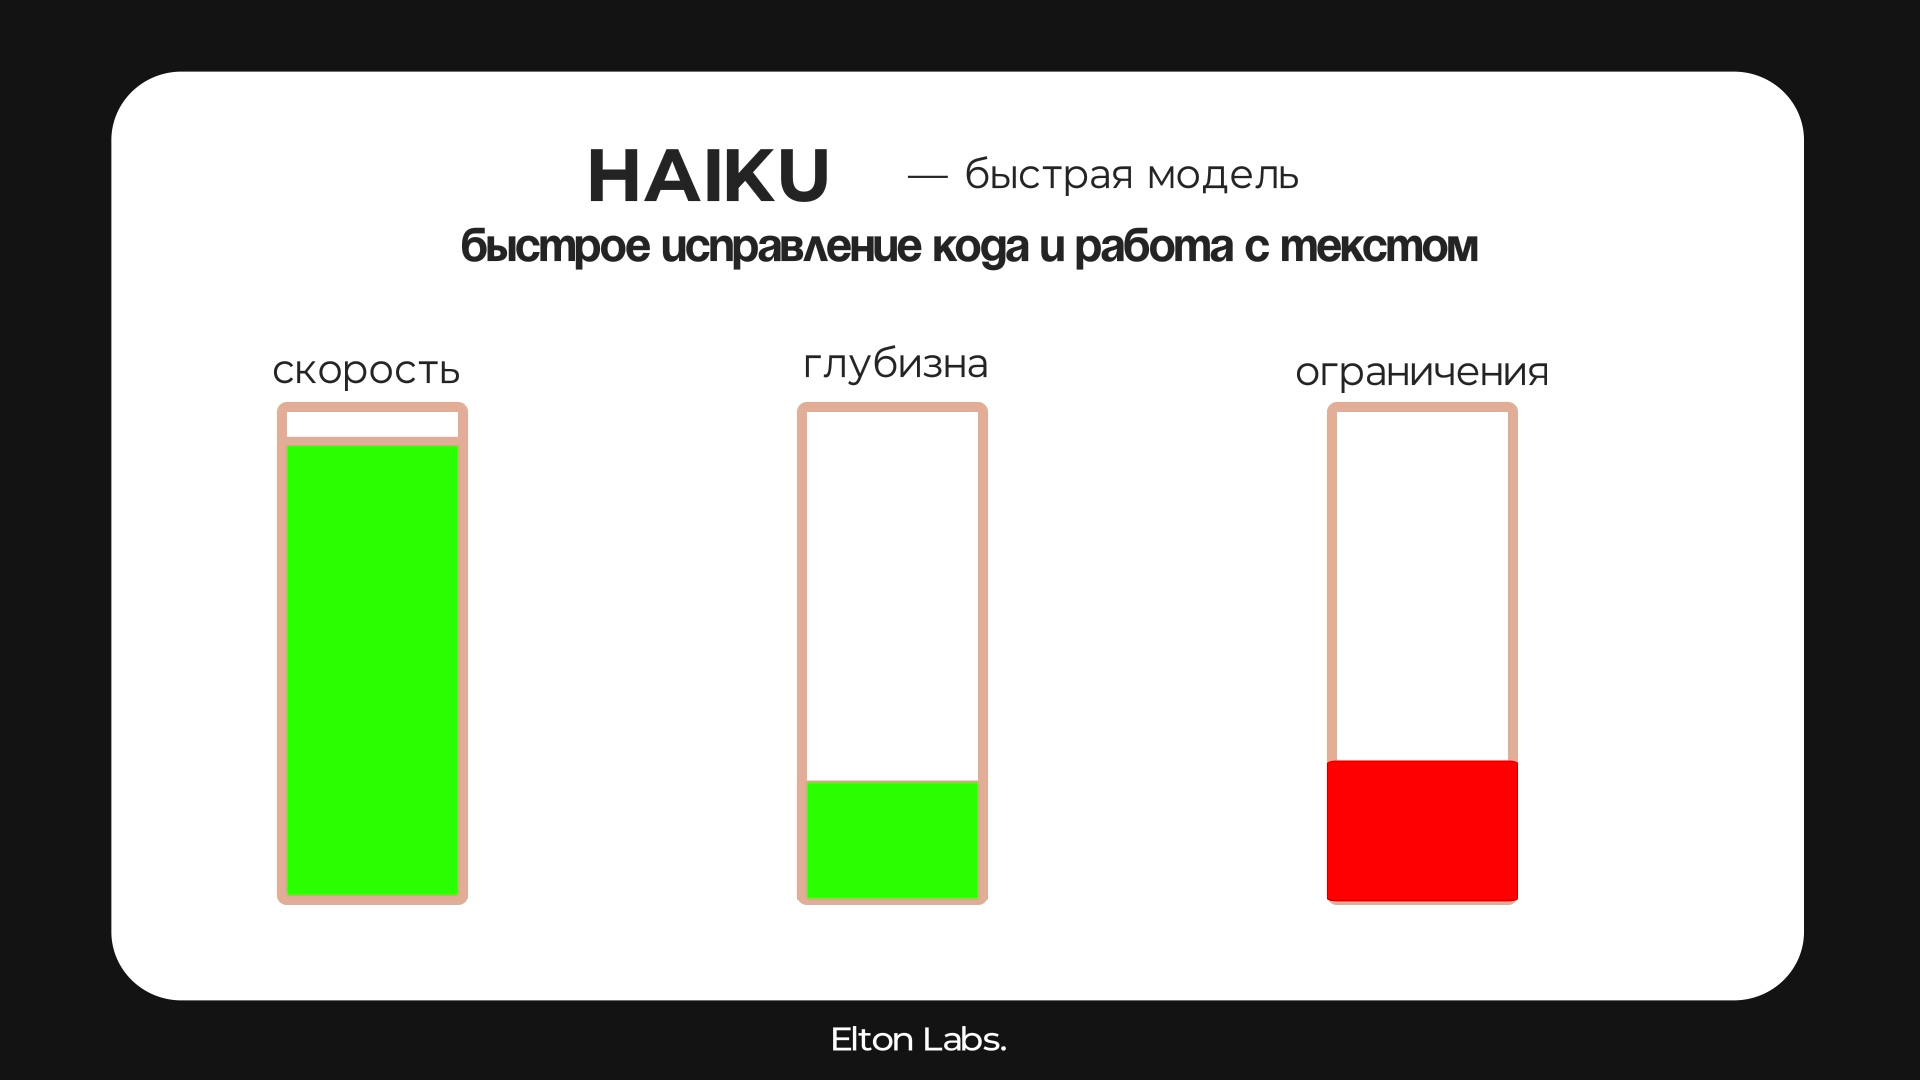 HAIKU — быстрая модель
быстрое исправление кода и работа с текстом
скорость глубизна ограничения
Elton Labs.